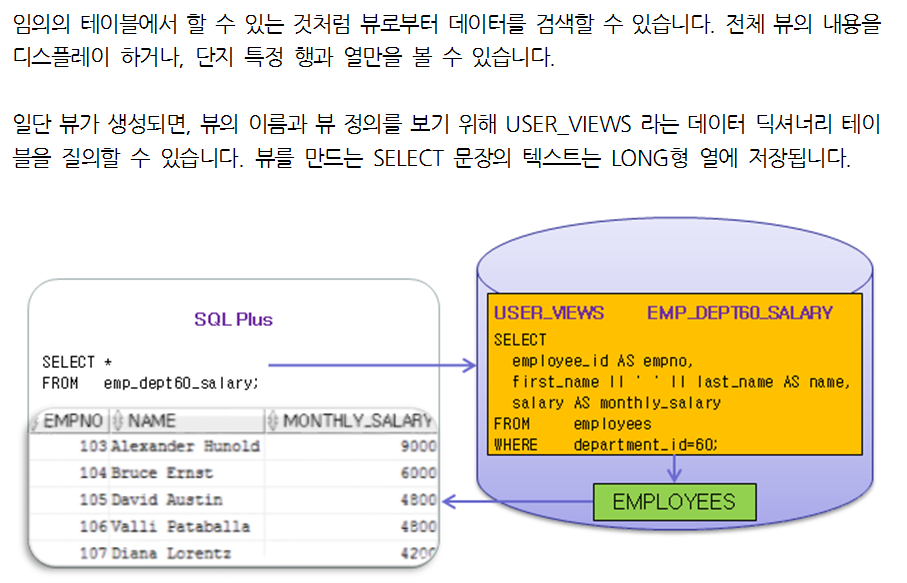 임의의 테이블에서 할 수 있는 것처럼 뷰로부터 데이터를 검색할 수 있습니다. 전체 뷰의 내용을
디스플레이 하거나, 단지 특정 행과 열만을 볼 수 있습니다.
일단 뷰가 생성되면, 뷰의 이름과 뷰 정의를 보기 위해 USER_VIEWS 라는 데이터 딕셔너리 테이
블을 질의할 수 있습니다. 뷰를 만드는 SELECT 문장의 텍스트는 LONG형 열에 저장됩니다.
SQL Plus
SELECT *
FROM emp_dept60_salary;
EMPNO NAME MONTHLY_SALARY
103 Alexander Hunold 9000
104 Bruce Ernst 6000
105 David Austin 4800
106 Valli Pataballa 4800
107 Diana Lorentz 4200
USER_VIEWS EMP_DEPT60_SALARY
SELECT
employee_id AS empno,
first_name || ' ' || last_name AS name,
salary AS monthly_salary
FROM employees
WHERE department_id=60;
EMPLOYEES